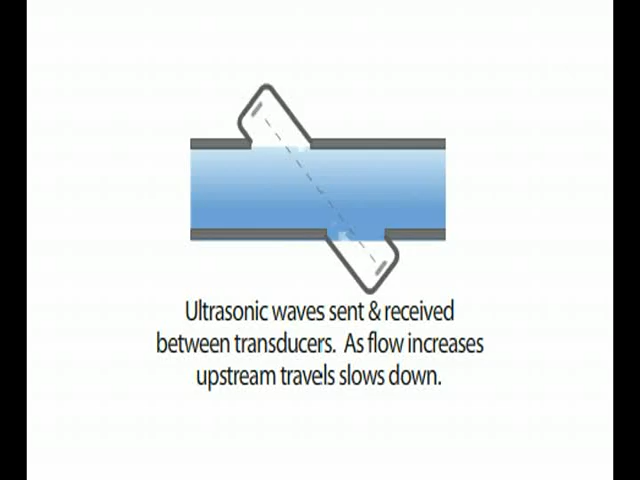 Ultrasonic waves sent & received
between transducers. As flow increases
upstream travels slows down.